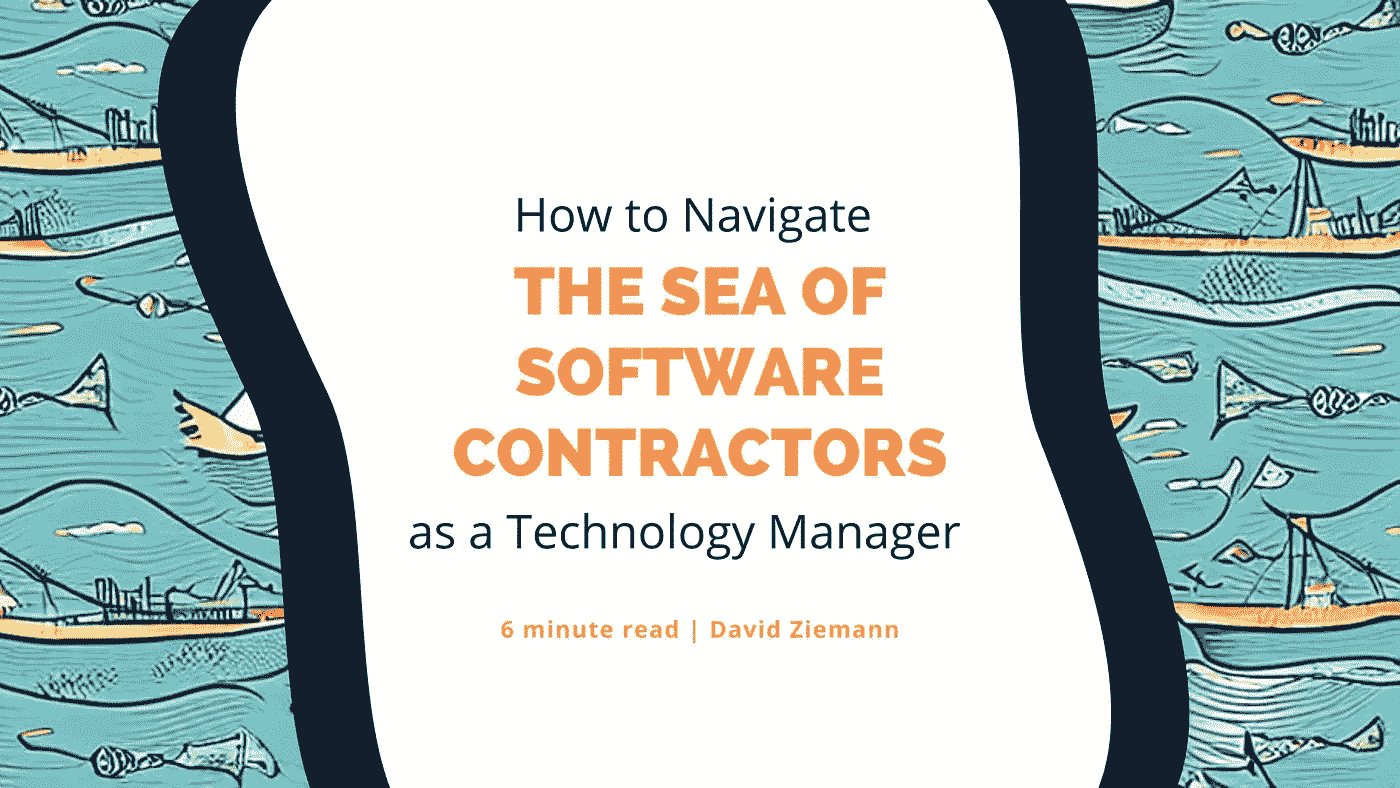 How to Navigate
THE SEA OF
SOFTWARE
CONTRACTORS
as a Technology Manager
6 minute read | David Ziemann